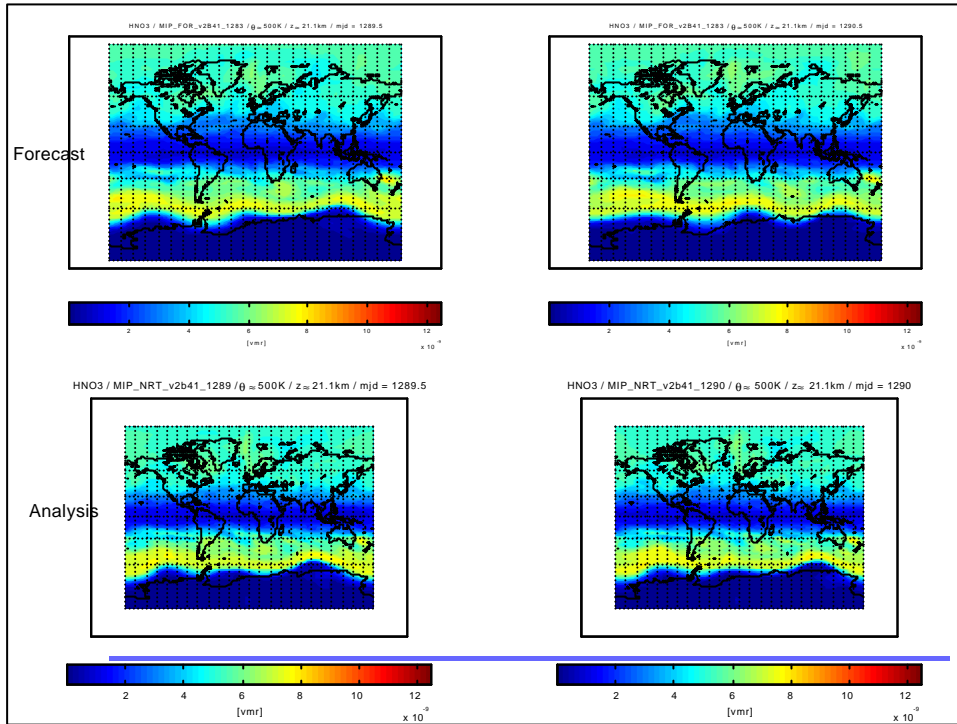 HNO3 / MIP_FOR_v2B41_1283 / θ≈ 500K / z≈ 21.1km / mjd = 1289.5
HNO3 / MIP_FOR_v2B41_1283 / θ≈ 500K / z≈ 21.1km / mjd = 1290.5
Forecast
2 4 6 8 10 12
[vmr]
x 10 -9
2 4 6 8 10 12
[vmr]
x 10 -9
HNO3 / MIP_NRT_v2b41_1289 / θ ≈ 500K / z ≈ 21.1km / mjd = 1289.5
HNO3 / MIP_NRT_v2b41_1290 / θ ≈ 500K / z ≈ 21.1km / mjd = 1290
Analysis
2 4 6 8 10 12
[vmr]
x 10 -9
2 4 6 8 10 12
[vmr]
x 10 -9